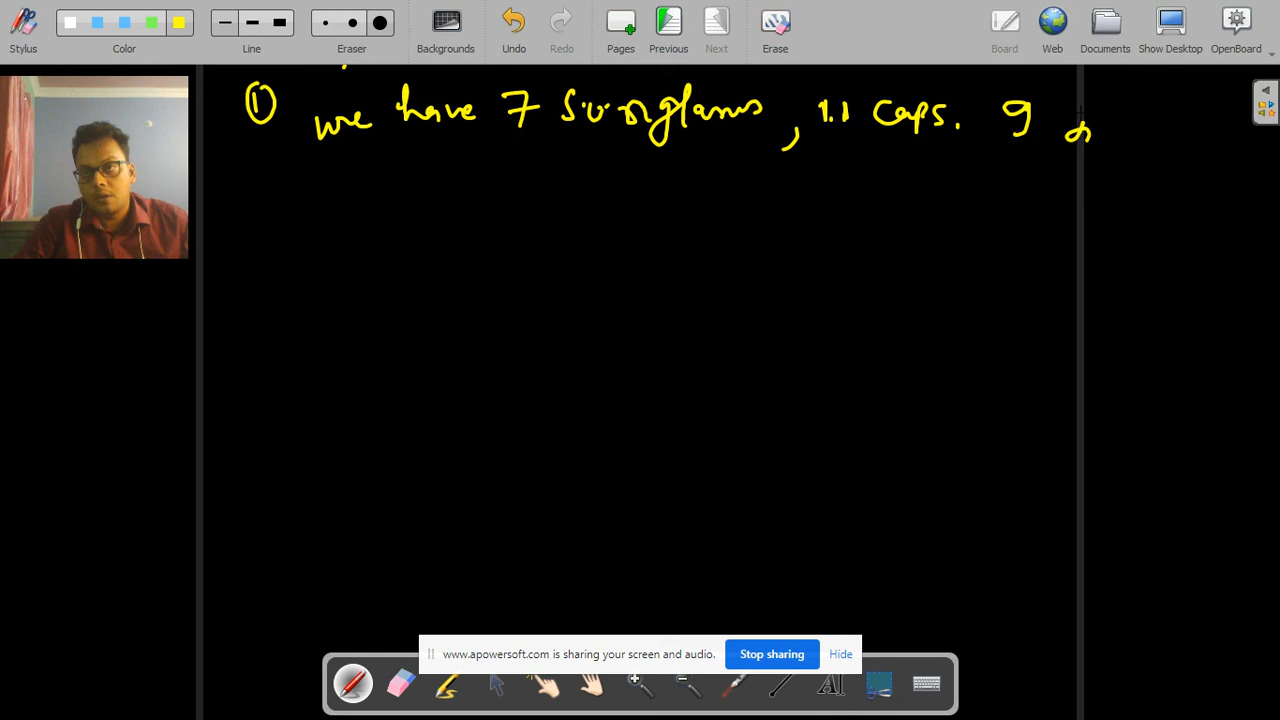 Stylus
Color
Line
Eraser
Backgrounds
Undo
Redo
Pages
Previous
Next
Erase
Board
Web
Documents
Show Desktop
OpenBoard
① we have 7 Sunglasses, 11 caps. 9
www.apowersoft.com is sharing your screen and audio.
Stop sharing
Hide